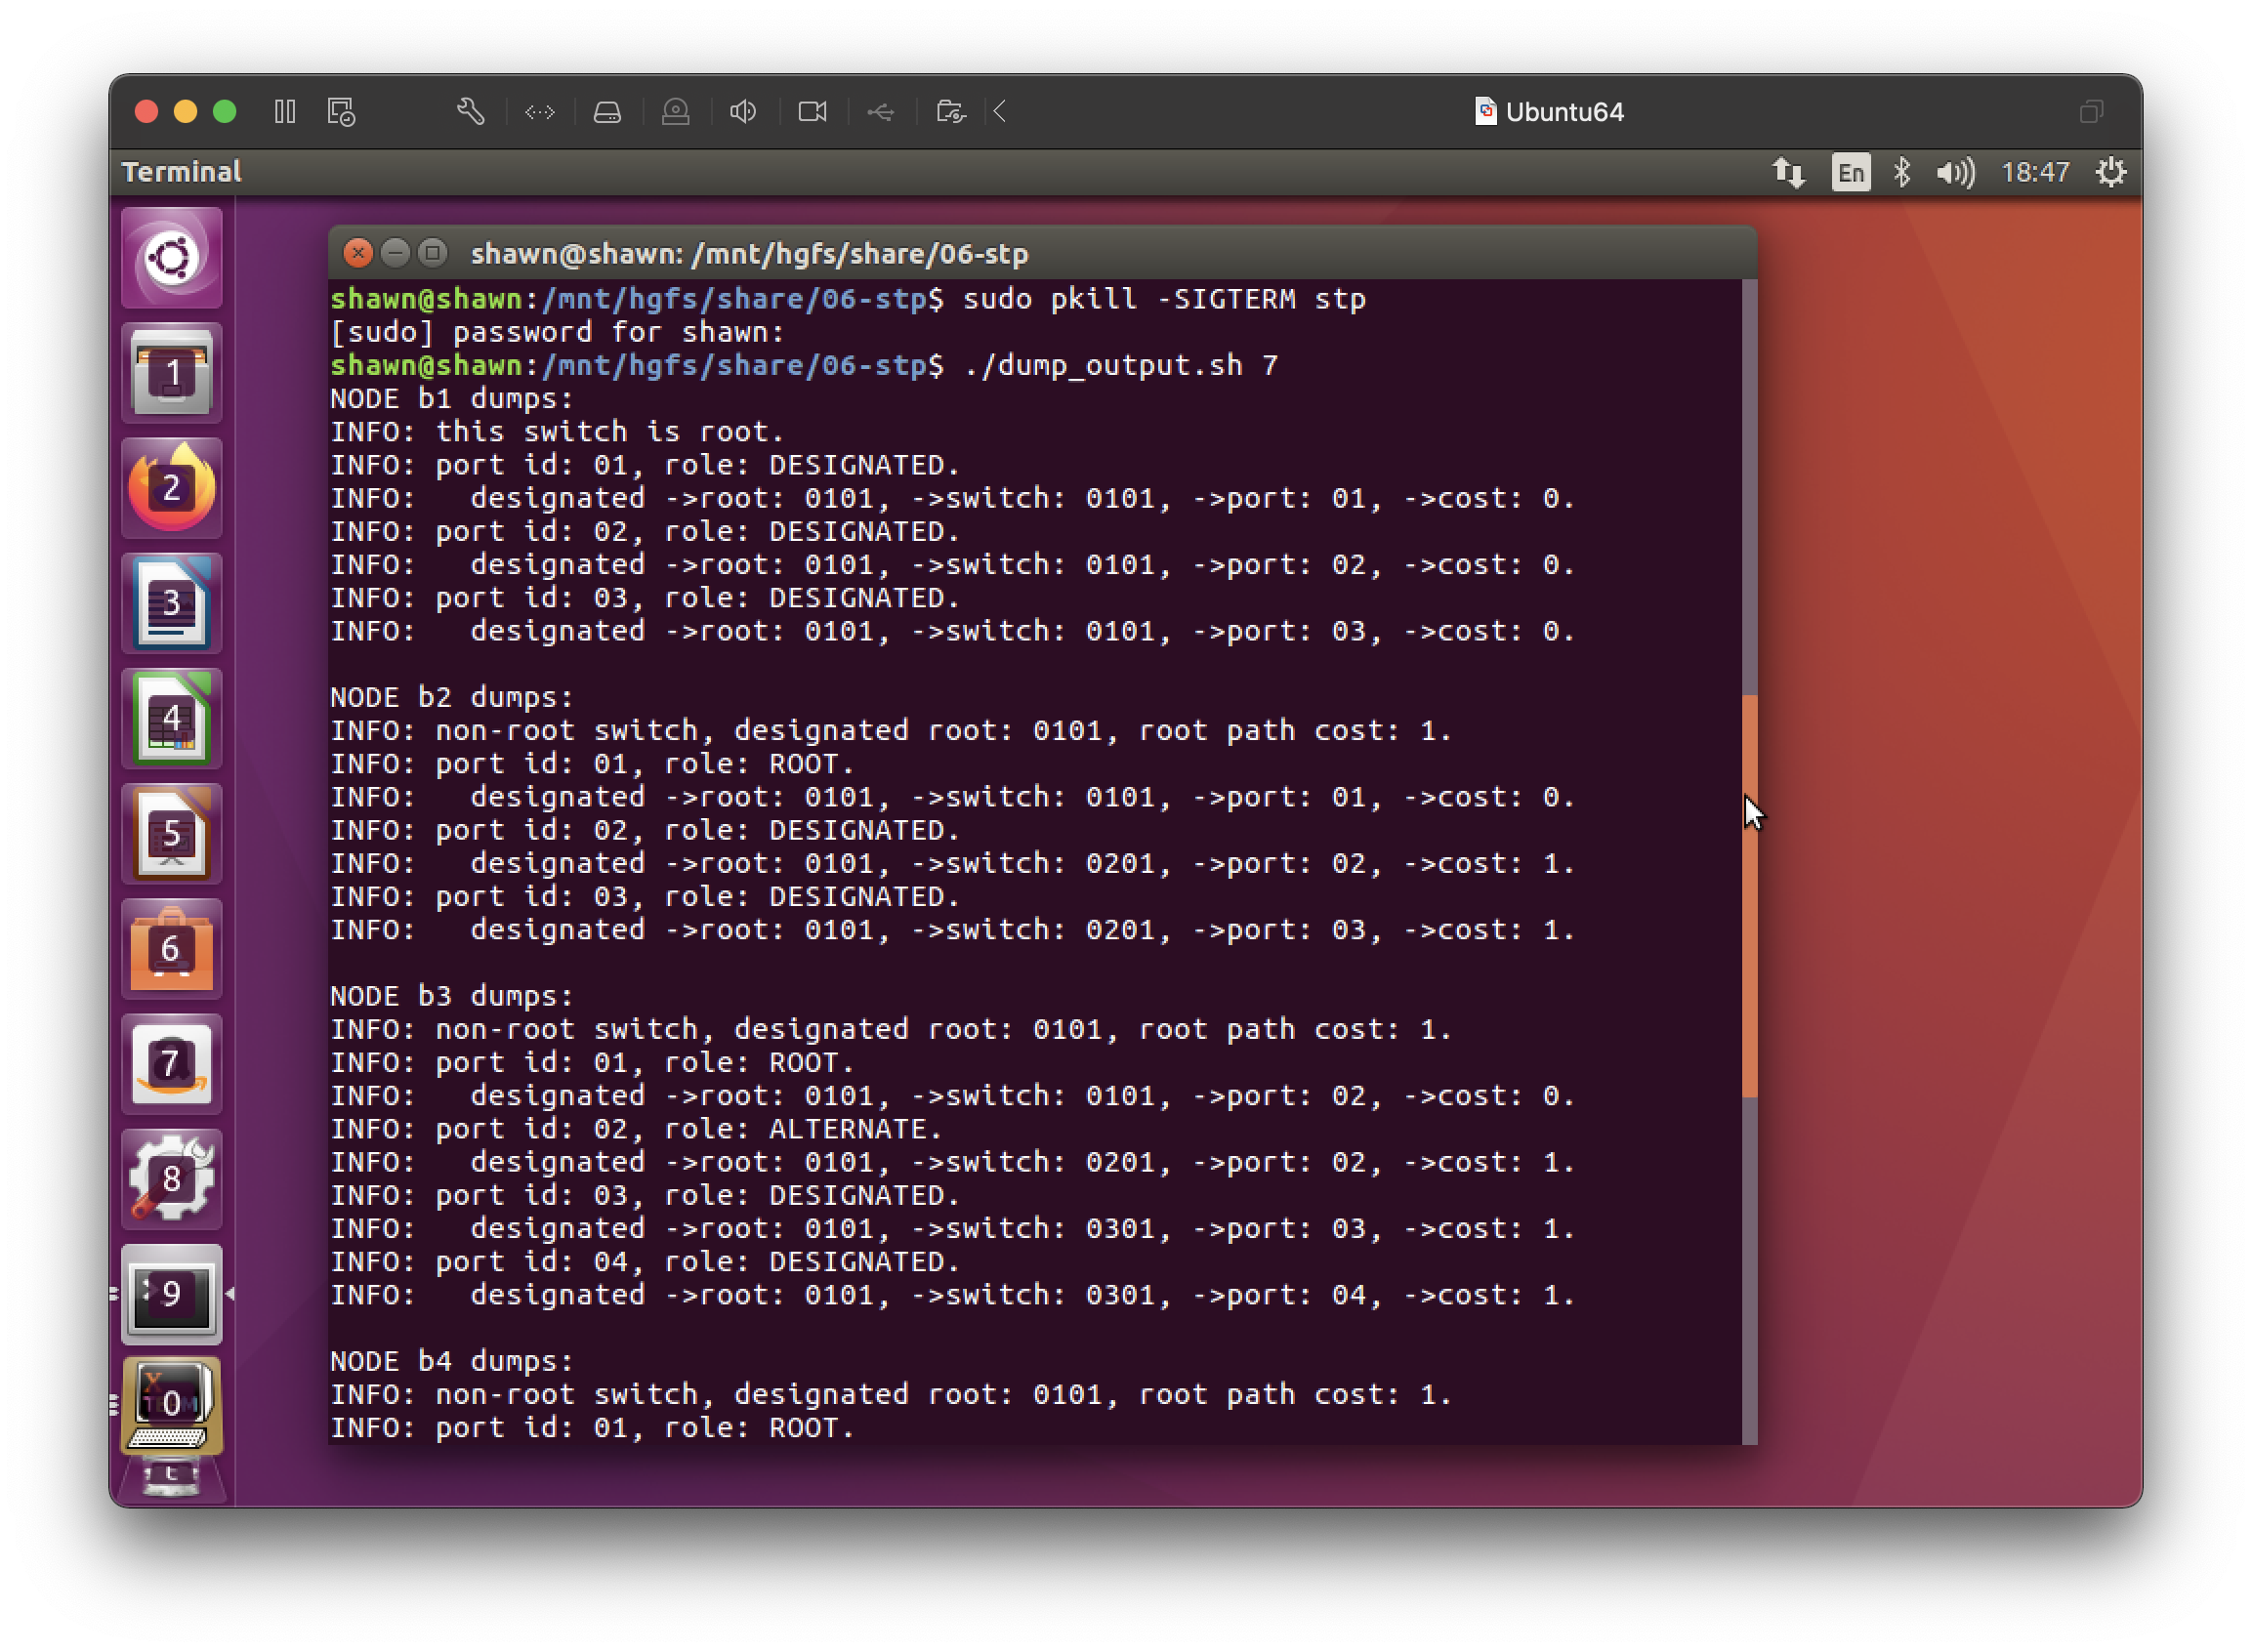 Ubuntu64
Terminal
En
18:47
shawn@shawn: /mnt/hgfs/share/06-stp
shawn@shawn:/mnt/hgfs/share/06-stp$ sudo pkill -SIGTERM stp
[sudo] password for shawn:
shawn@shawn:/mnt/hgfs/share/06-stp$ ./dump_output.sh 7
NODE b1 dumps:
INFO: this switch is root.
INFO: port id: 01, role: DESIGNATED.
INFO:   designated ->root: 0101, ->switch: 0101, ->port: 01, ->cost: 0.
INFO: port id: 02, role: DESIGNATED.
INFO:   designated ->root: 0101, ->switch: 0101, ->port: 02, ->cost: 0.
INFO: port id: 03, role: DESIGNATED.
INFO:   designated ->root: 0101, ->switch: 0101, ->port: 03, ->cost: 0.
NODE b2 dumps:
INFO: non-root switch, designated root: 0101, root path cost: 1.
INFO: port id: 01, role: ROOT.
INFO:   designated ->root: 0101, ->switch: 0101, ->port: 01, ->cost: 0.
INFO: port id: 02, role: DESIGNATED.
INFO:   designated ->root: 0101, ->switch: 0201, ->port: 02, ->cost: 1.
INFO: port id: 03, role: DESIGNATED.
INFO:   designated ->root: 0101, ->switch: 0201, ->port: 03, ->cost: 1.
NODE b3 dumps:
INFO: non-root switch, designated root: 0101, root path cost: 1.
INFO: port id: 01, role: ROOT.
INFO:   designated ->root: 0101, ->switch: 0101, ->port: 02, ->cost: 0.
INFO: port id: 02, role: ALTERNATE.
INFO:   designated ->root: 0101, ->switch: 0201, ->port: 02, ->cost: 1.
INFO: port id: 03, role: DESIGNATED.
INFO:   designated ->root: 0101, ->switch: 0301, ->port: 03, ->cost: 1.
INFO: port id: 04, role: DESIGNATED.
INFO:   designated ->root: 0101, ->switch: 0301, ->port: 04, ->cost: 1.
NODE b4 dumps:
INFO: non-root switch, designated root: 0101, root path cost: 1.
INFO: port id: 01, role: ROOT.
1
2
3
4
5
6
7
8
9
0
t